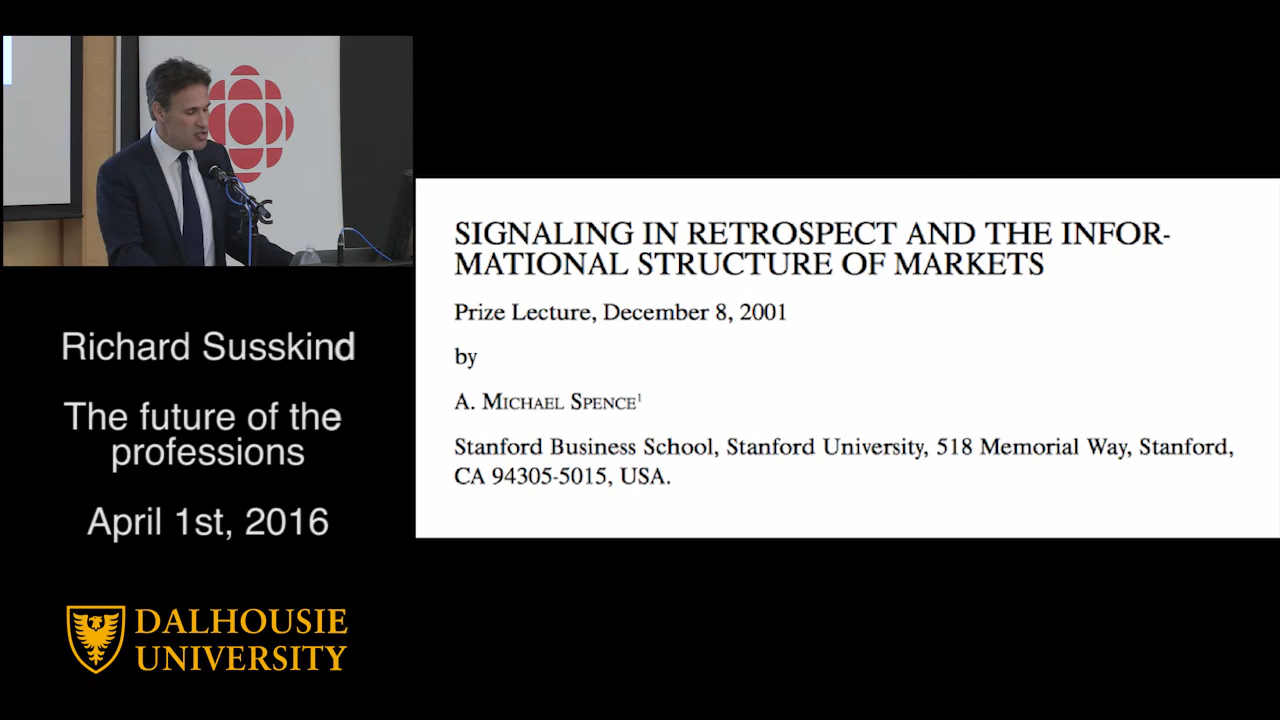 Richard Susskind
The future of the
professions
April 1st, 2016
DALHOUSIE
UNIVERSITY
SIGNALING IN RETROSPECT AND THE INFOR-
MATIONAL STRUCTURE OF MARKETS
Prize Lecture, December 8, 2001
by
A. MICHAEL SPENCE¹
Stanford Business School, Stanford University, 518 Memorial Way, Stanford,
CA 94305-5015, USA.